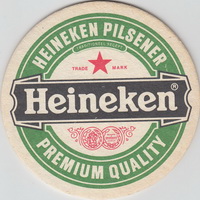 HEINEKEN PILSENER
TRADE MARK
Heineken®
PREMIUM QUALITY